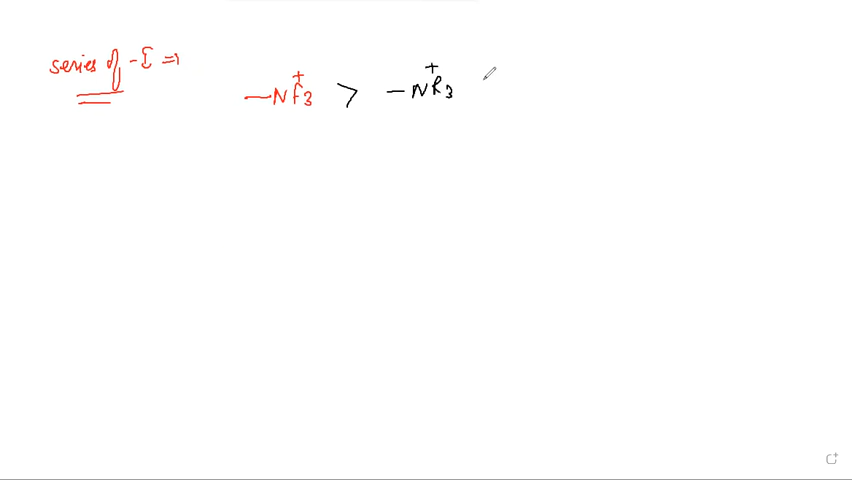 series of -I ⇒ -NF₃⁺ > -NR₃⁺